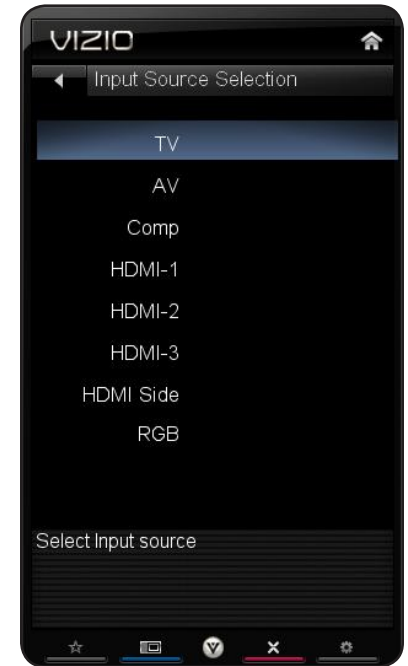 VIZIO
Input Source Selection
TV
AV
Comp
HDMI-1
HDMI-2
HDMI-3
HDMI Side
RGB
Select Input source
V